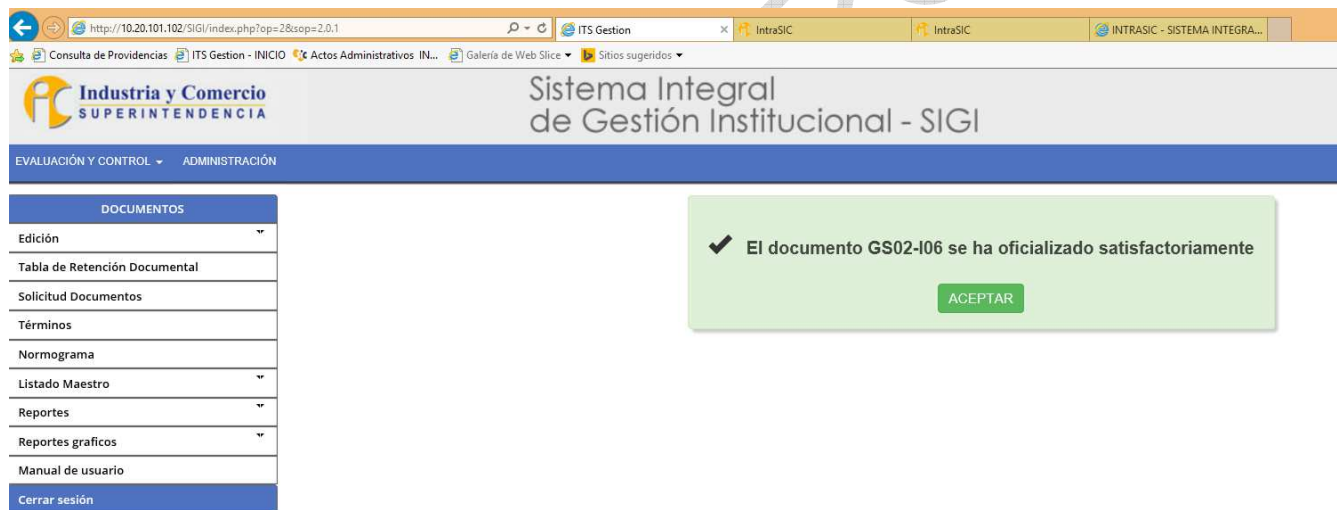 http://10.20.101.102/SIGI/index.php?op=2&sop=2.0.1
ITS Gestion
IntraSIC
IntraSIC
INTRASIC - SISTEMA INTEGRA...
Consulta de Providencias
ITS Gestion - INICIO
Actos Administrativos IN...
Galería de Web Slice
Sitios sugeridos
Industria y Comercio
SUPERINTENDENCIA
Sistema Integral
de Gestión Institucional - SIGI
EVALUACIÓN Y CONTROL
ADMINISTRACIÓN
DOCUMENTOS
Edición
Tabla de Retención Documental
Solicitud Documentos
Términos
Normograma
Listado Maestro
Reportes
Reportes graficos
Manual de usuario
Cerrar sesión
El documento GS02-I06 se ha oficializado satisfactoriamente
ACEPTAR